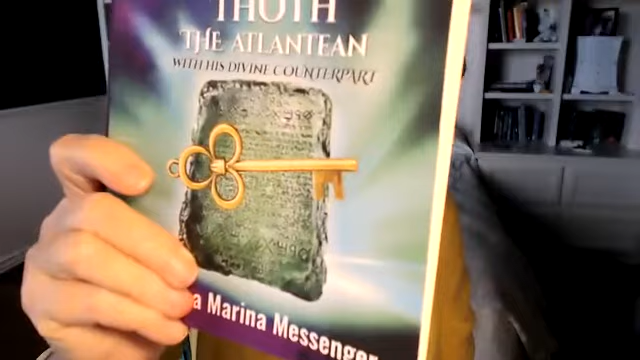 THOTH
THE ATLANTEAN
WITH HIS DIVINE COUNTERPART
a Marina Messenger